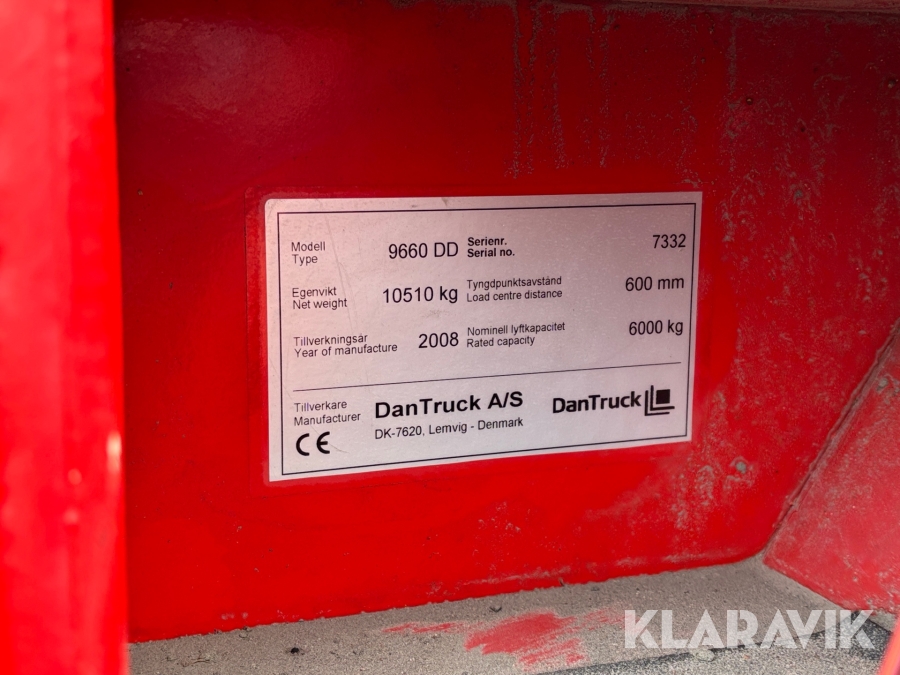 Modell 9660 DD Serienr. 7332
Type Serial no.
Egenvikt 10510 kg Tyngdpunktsavstånd 600 mm
Net weight Load centre distance
Tillverkningsår 2008 Nominell lyftkapacitet 6000 kg
Year of manufacture Rated capacity
Tillverkare DanTruck A/S DanTruck
Manufacturer DK-7620, Lemvig - Denmark
CE
KLARAVIK